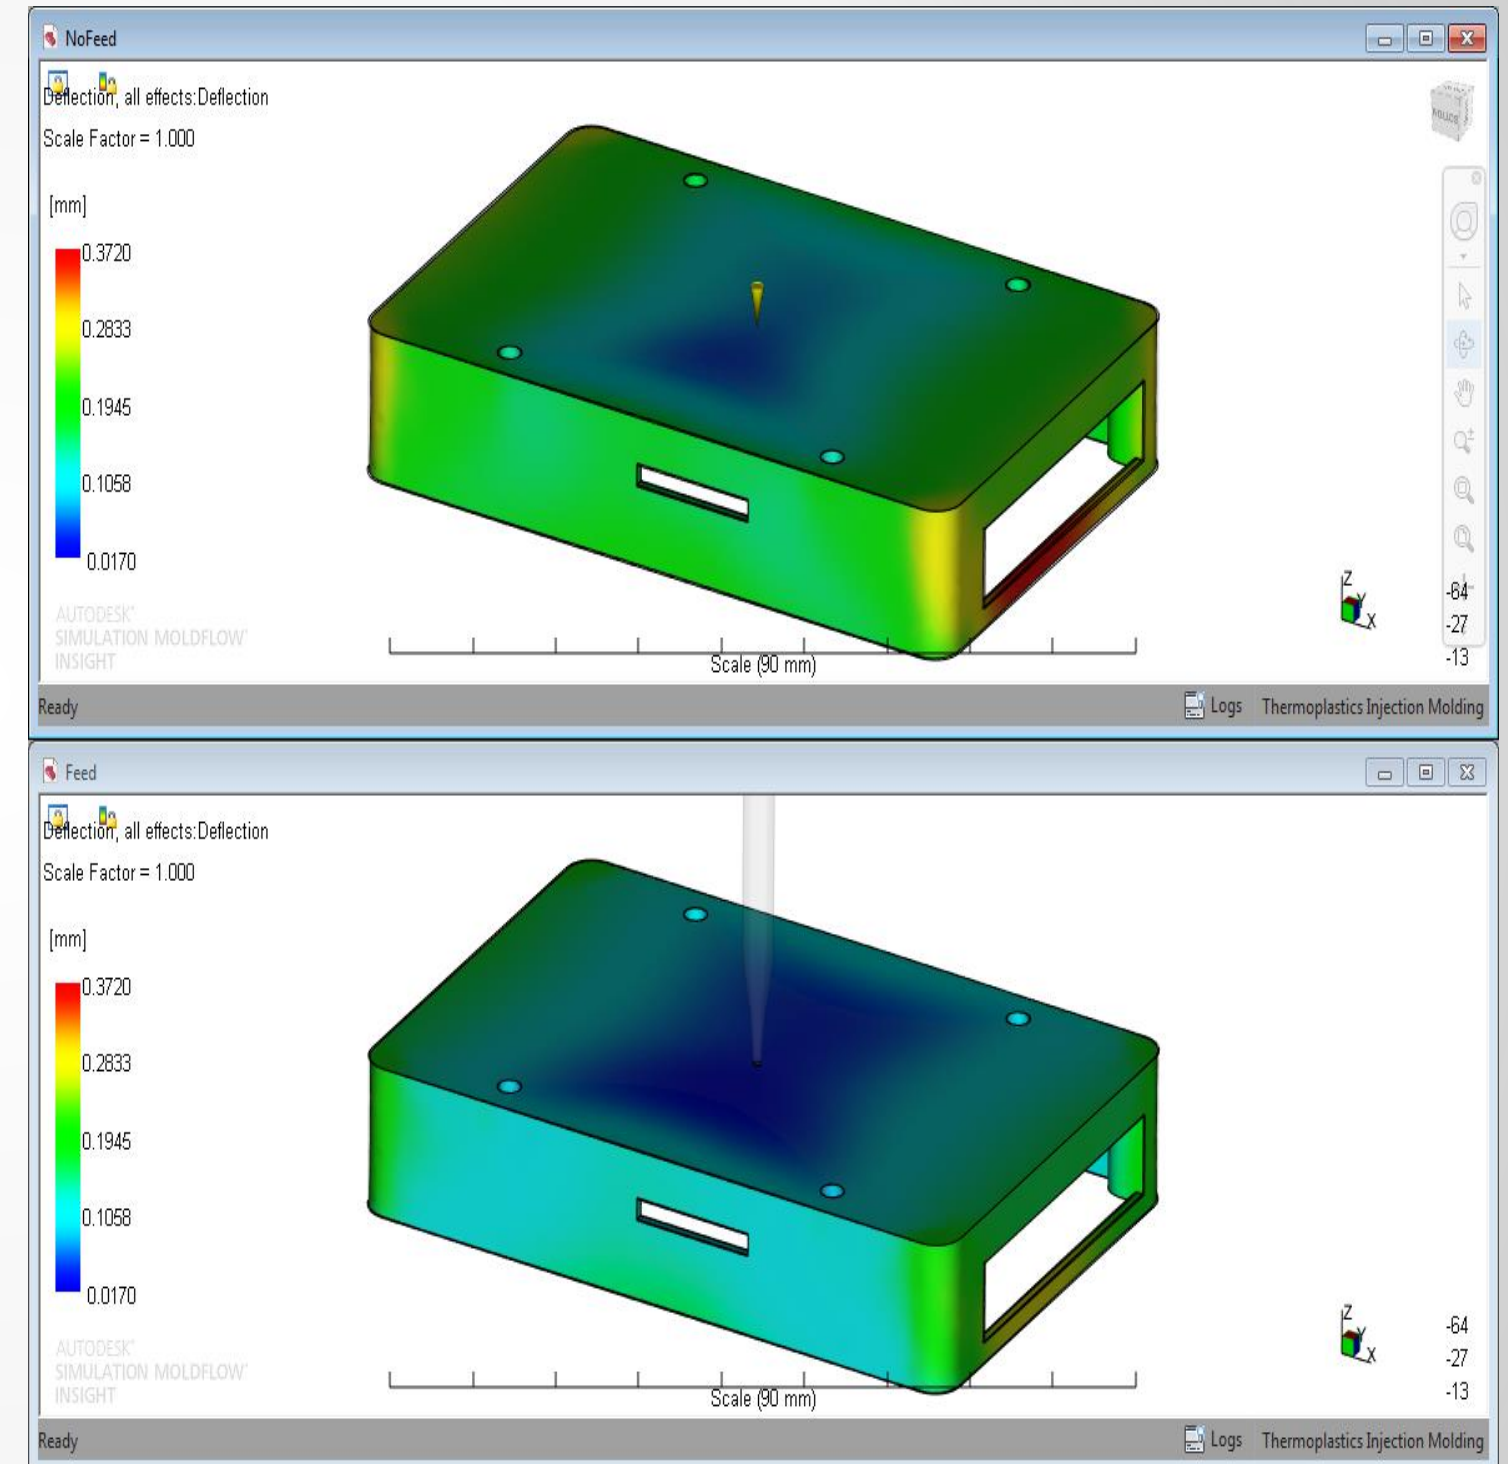 NoFeed
Deflection, all effects:Deflection
Scale Factor = 1.000
[mm]
0.3720
0.2833
0.1945
0.1058
0.0170
AUTODESK®
SIMULATION MOLDFLOW®
INSIGHT
Scale (90 mm)
Z
Y
X
-64
-27
-13
Ready
Logs
Thermoplastics Injection Molding
Feed
Deflection, all effects:Deflection
Scale Factor = 1.000
[mm]
0.3720
0.2833
0.1945
0.1058
0.0170
AUTODESK®
SIMULATION MOLDFLOW®
INSIGHT
Scale (90 mm)
Z
Y
X
-64
-27
-13
Ready
Logs
Thermoplastics Injection Molding